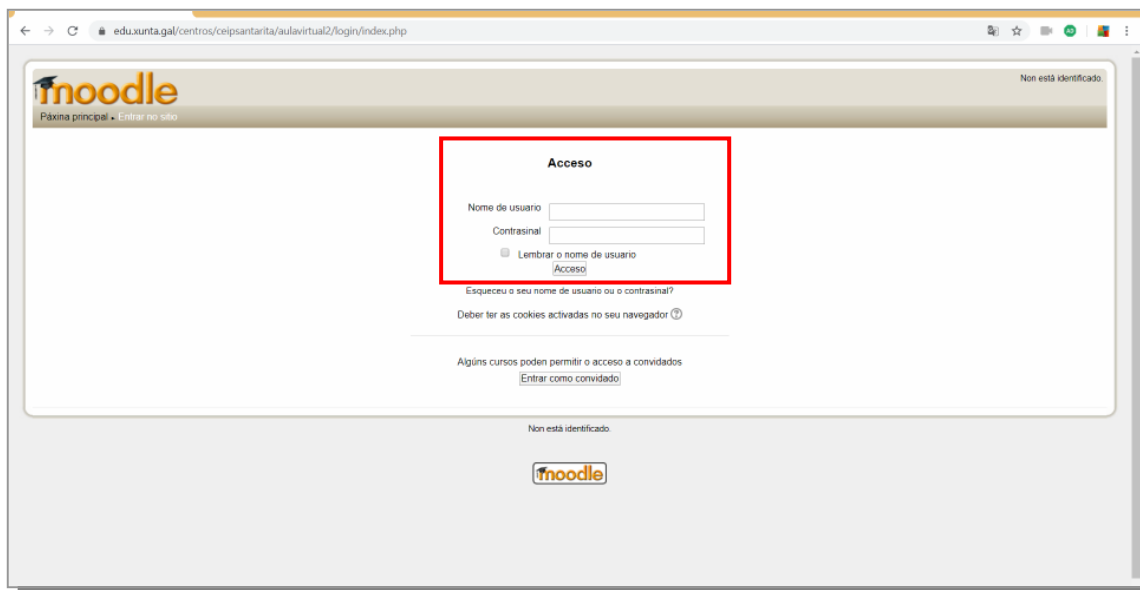 edu.xunta.gal/centros/ceipsantarita/aulavirtual2/login/index.php
moodle
Non está identificado.
Páxina principal • Entrar no sitio
Acceso
Nome de usuario
Contrasinal
Lembrar o nome de usuario
Acceso
Esqueceu o seu nome de usuario ou o contrasinal?
Deber ter as cookies activadas no seu navegador
Algúns cursos poden permitir o acceso a convidados
Entrar como convidado
Non está identificado.
moodle